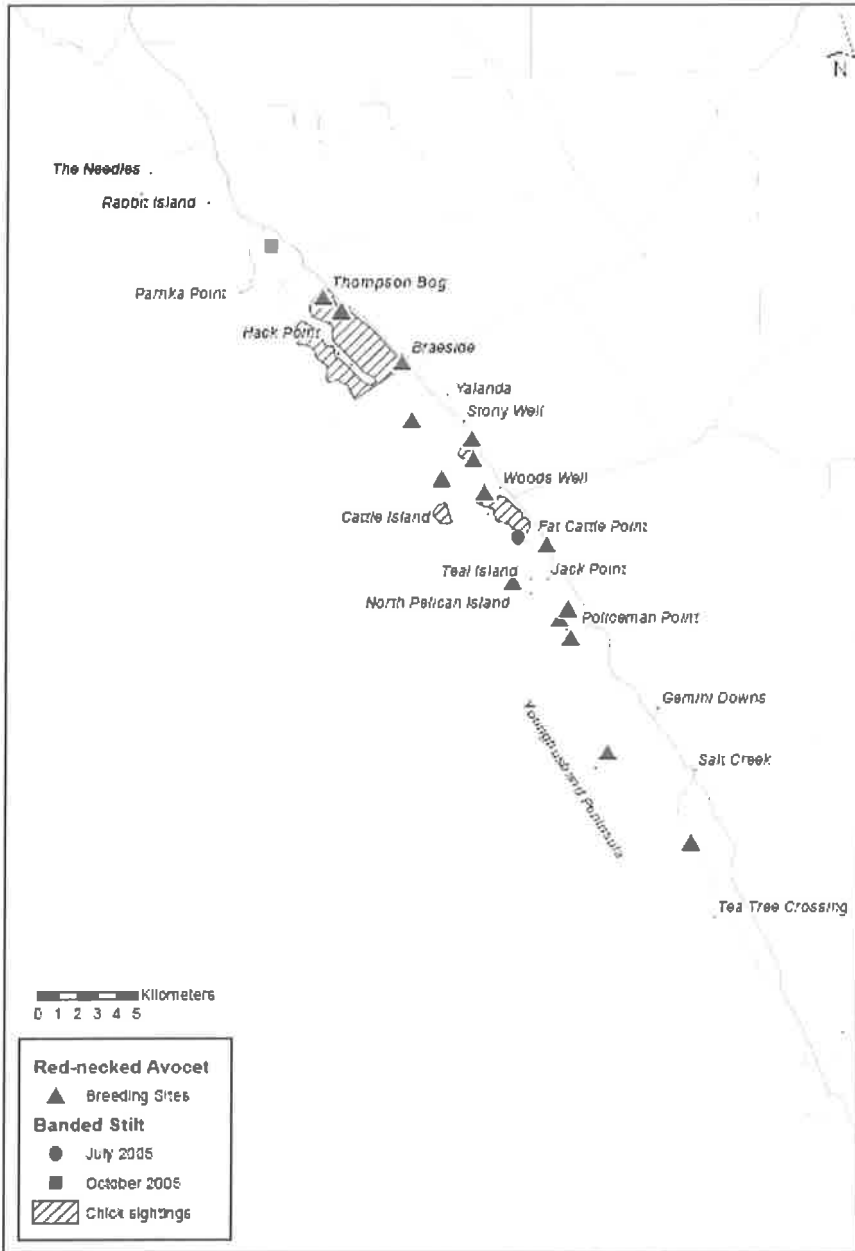 N
The Needles
Rabbit Island
Parnka Point
Thompson Bog
Hack Point
Braeside
Yalanda
Stony Well
Woods Well
Cattle Island
Fat Cattle Point
Teal Island
Jack Point
North Pelican Island
Policeman Point
Gemini Downs
Younghusband Peninsula
Salt Creek
Tea Tree Crossing
Kilometers
0 1 2 3 4 5
Red-necked Avocet
Breeding Sites
Banded Stilt
July 2005
October 2005
Chick sightings